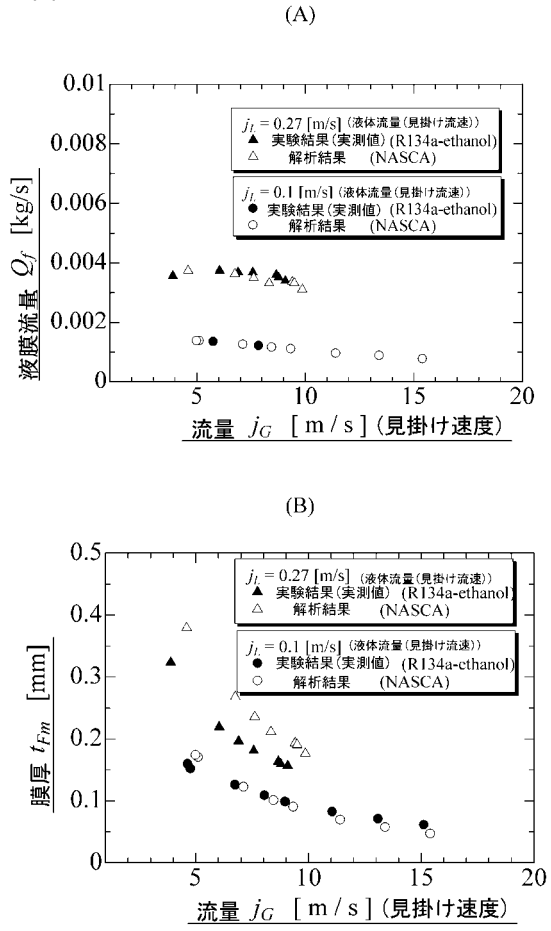 (A)
0.01
0.008
0.006
0.004
0.002
0
液膜流量 Qf [kg/s]
jL = 0.27 [m/s] (液体流量(見掛け流速))
▲ 実験結果(実測値)(R134a-ethanol)
△ 解析結果 (NASCA)
jL = 0.1 [m/s] (液体流量(見掛け流速))
● 実験結果(実測値)(R134a-ethanol)
○ 解析結果 (NASCA)
5 10 15 20
流量 jG [ m / s ] (見掛け速度)
(B)
0.5
0.4
0.3
0.2
0.1
0
膜厚 tFm [mm]
jL = 0.27 [m/s] (液体流量(見掛け流速))
▲ 実験結果(実測値) (R134a-ethanol)
△ 解析結果 (NASCA)
jL = 0.1 [m/s] (液体流量(見掛け流速))
● 実験結果(実測値) (R134a-ethanol)
○ 解析結果 (NASCA)
5 10 15 20
流量 jG [ m / s ] (見掛け速度)